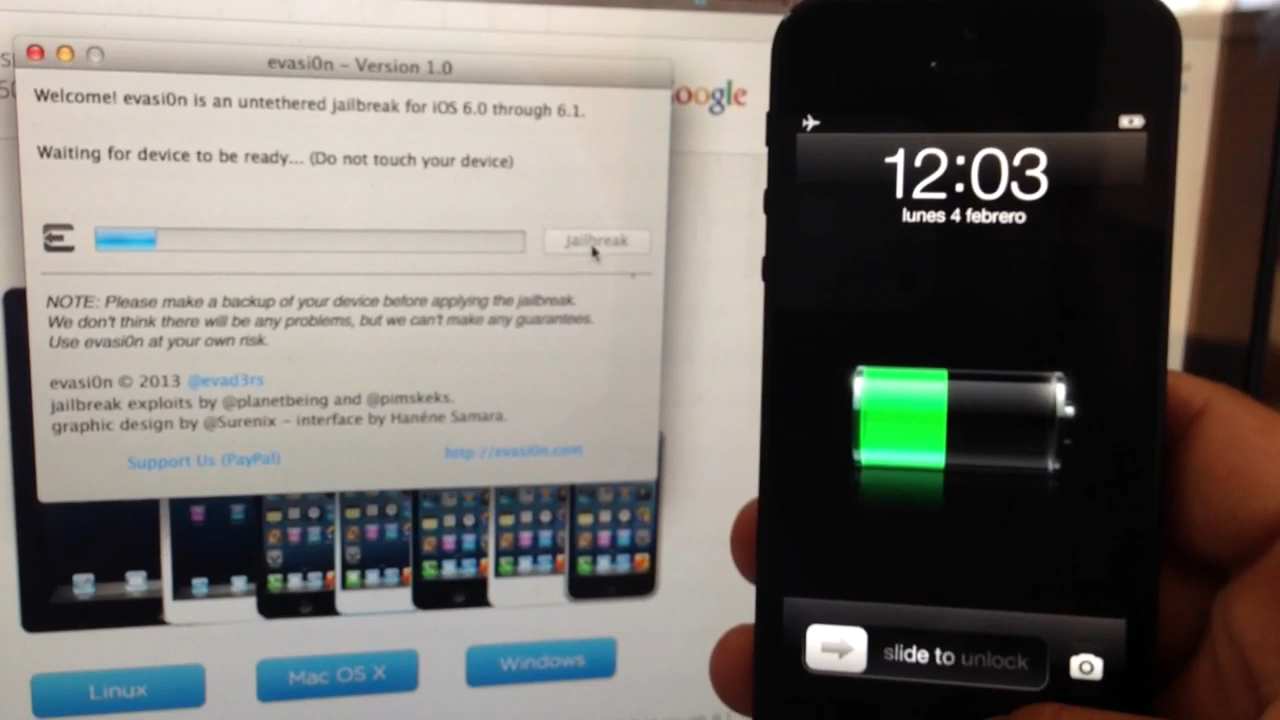 evasi0n – Version 1.0
Welcome! evasi0n is an untethered jailbreak for iOS 6.0 through 6.1.
oogle
Waiting for device to be ready... (Do not touch your device)
Jailbreak
NOTE: Please make a backup of your device before applying the jailbreak.
We don't think there will be any problems, but we can't make any guarantees.
Use evasi0n at your own risk.
evasi0n © 2013 @evad3rs
jailbreak exploits by @planetbeing and @pimskeks.
graphic design by @Surenix – interface by Hanéne Samara.
Support Us (PayPal)
http://evasi0n.com
Linux
Mac OS X
Windows
12:03
lunes 4 febrero
slide to unlock